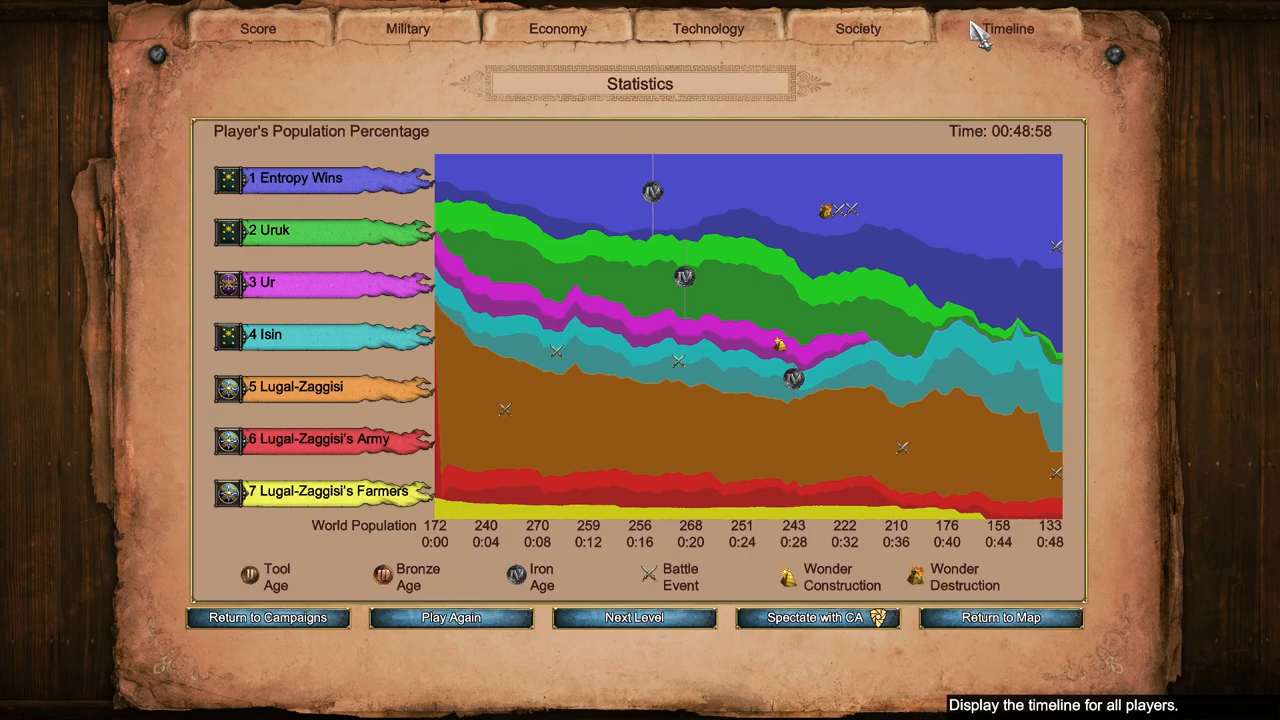 Score Military Economy Technology Society Timeline
Statistics
Player's Population Percentage Time: 00:48:58
1 Entropy Wins
2 Uruk
3 Ur
4 Isin
5 Lugal-Zaggisi
6 Lugal-Zaggisi's Army
7 Lugal-Zaggisi's Farmers
World Population 172 240 270 259 256 268 251 243 222 210 176 158 133
0:00 0:04 0:08 0:12 0:16 0:20 0:24 0:28 0:32 0:36 0:40 0:44 0:48
Tool Bronze Iron Battle Wonder Wonder
Age Age Age Event Construction Destruction
Return to Campaigns Play Again Next Level Spectate with CA Return to Map
Display the timeline for all players.